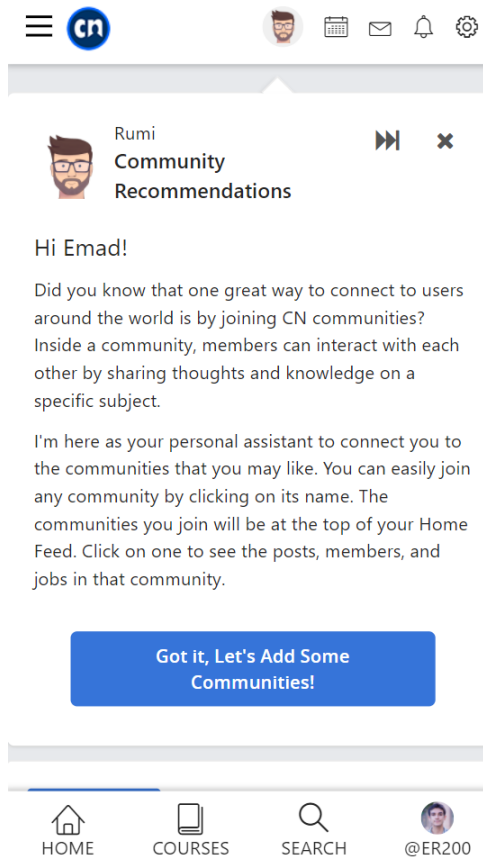 cn
Rumi
Community
Recommendations
Hi Emad!
Did you know that one great way to connect to users
around the world is by joining CN communities?
Inside a community, members can interact with each
other by sharing thoughts and knowledge on a
specific subject.
I'm here as your personal assistant to connect you to
the communities that you may like. You can easily join
any community by clicking on its name. The
communities you join will be at the top of your Home
Feed. Click on one to see the posts, members, and
jobs in that community.
Got it, Let's Add Some
Communities!
HOME COURSES SEARCH @ER200